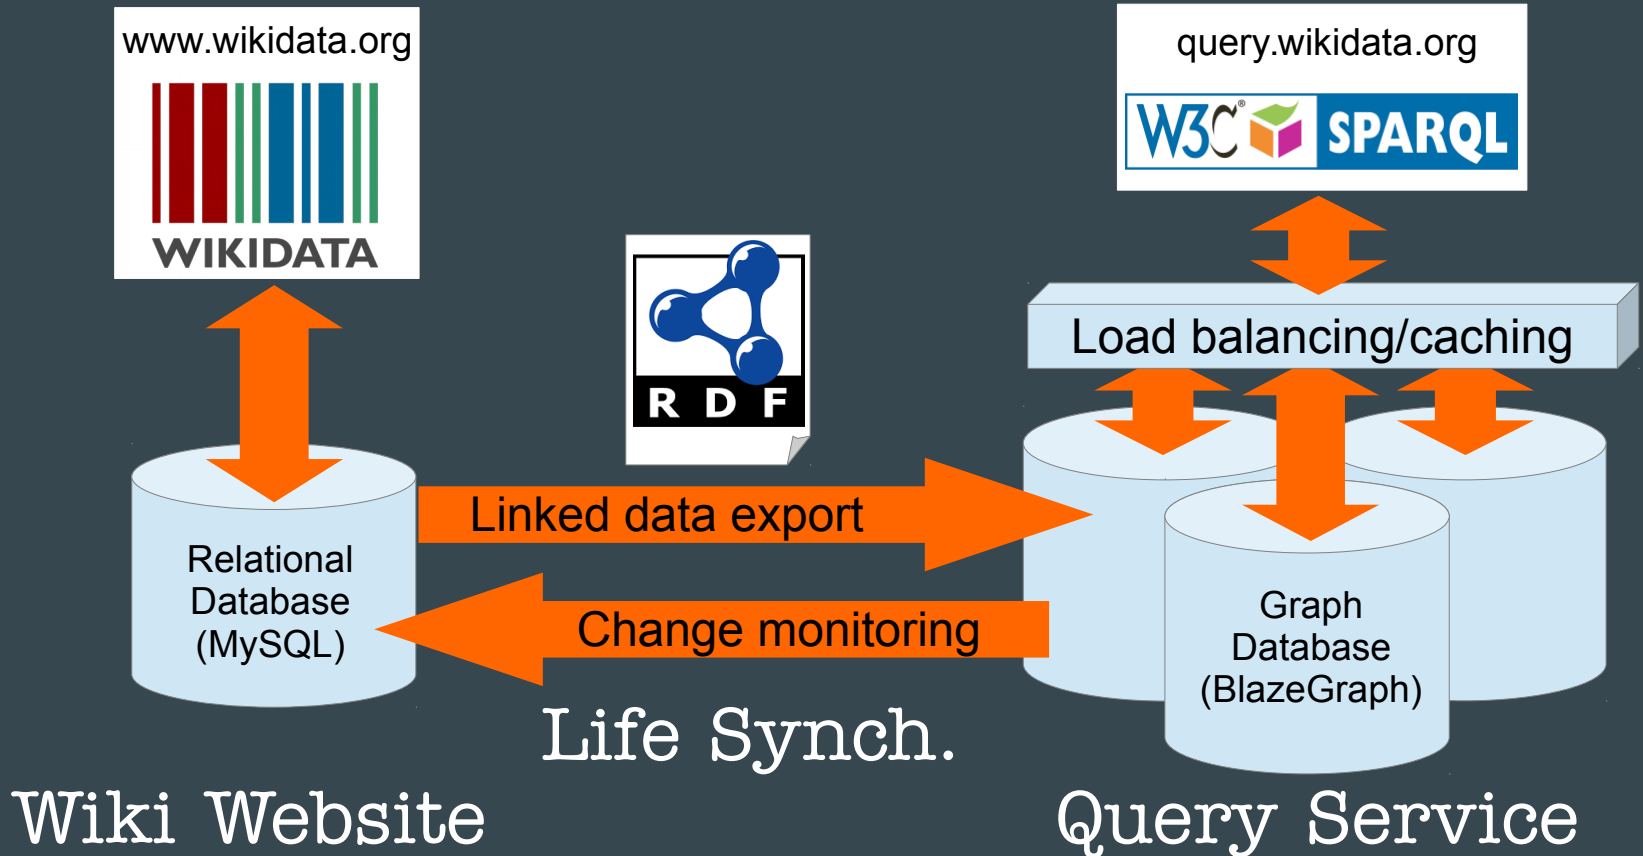 www.wikidata.org
WIKIDATA
query.wikidata.org
W3C® SPARQL
RDF
Load balancing/caching
Linked data export
Relational
Database
(MySQL)
Change monitoring
Graph
Database
(BlazeGraph)
Life Synch.
Wiki Website
Query Service